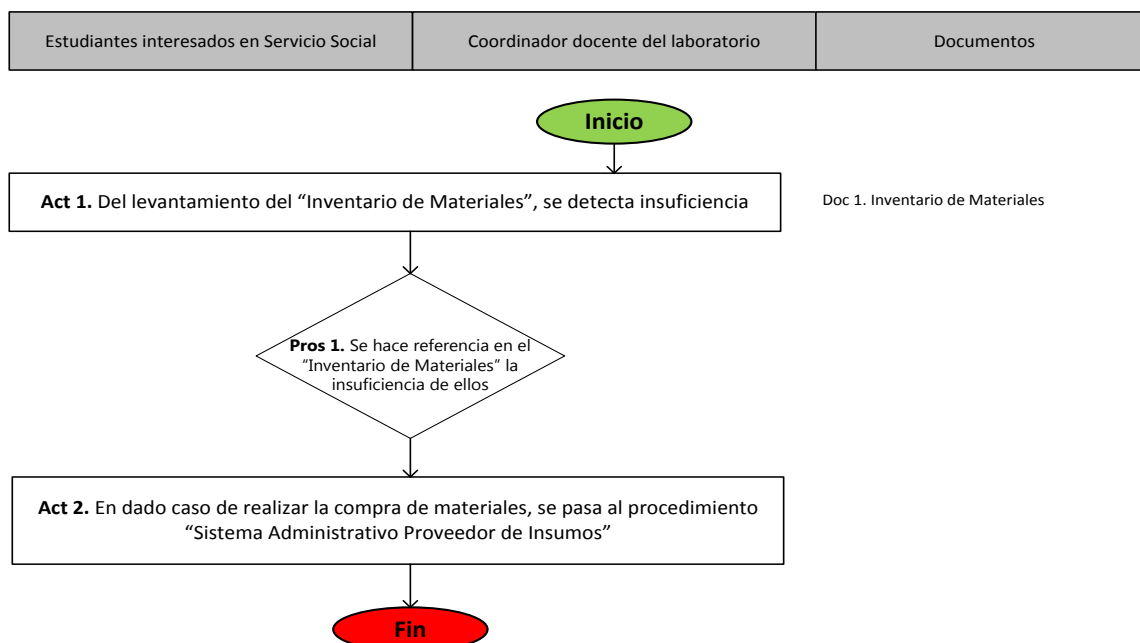 Estudiantes interesados en Servicio Social
Coordinador docente del laboratorio
Documentos
Inicio
Act 1. Del levantamiento del “Inventario de Materiales”, se detecta insuficiencia
Doc 1. Inventario de Materiales
Pros 1. Se hace referencia en el
“Inventario de Materiales” la
insuficiencia de ellos
Act 2. En dado caso de realizar la compra de materiales, se pasa al procedimiento
“Sistema Administrativo Proveedor de Insumos”
Fin